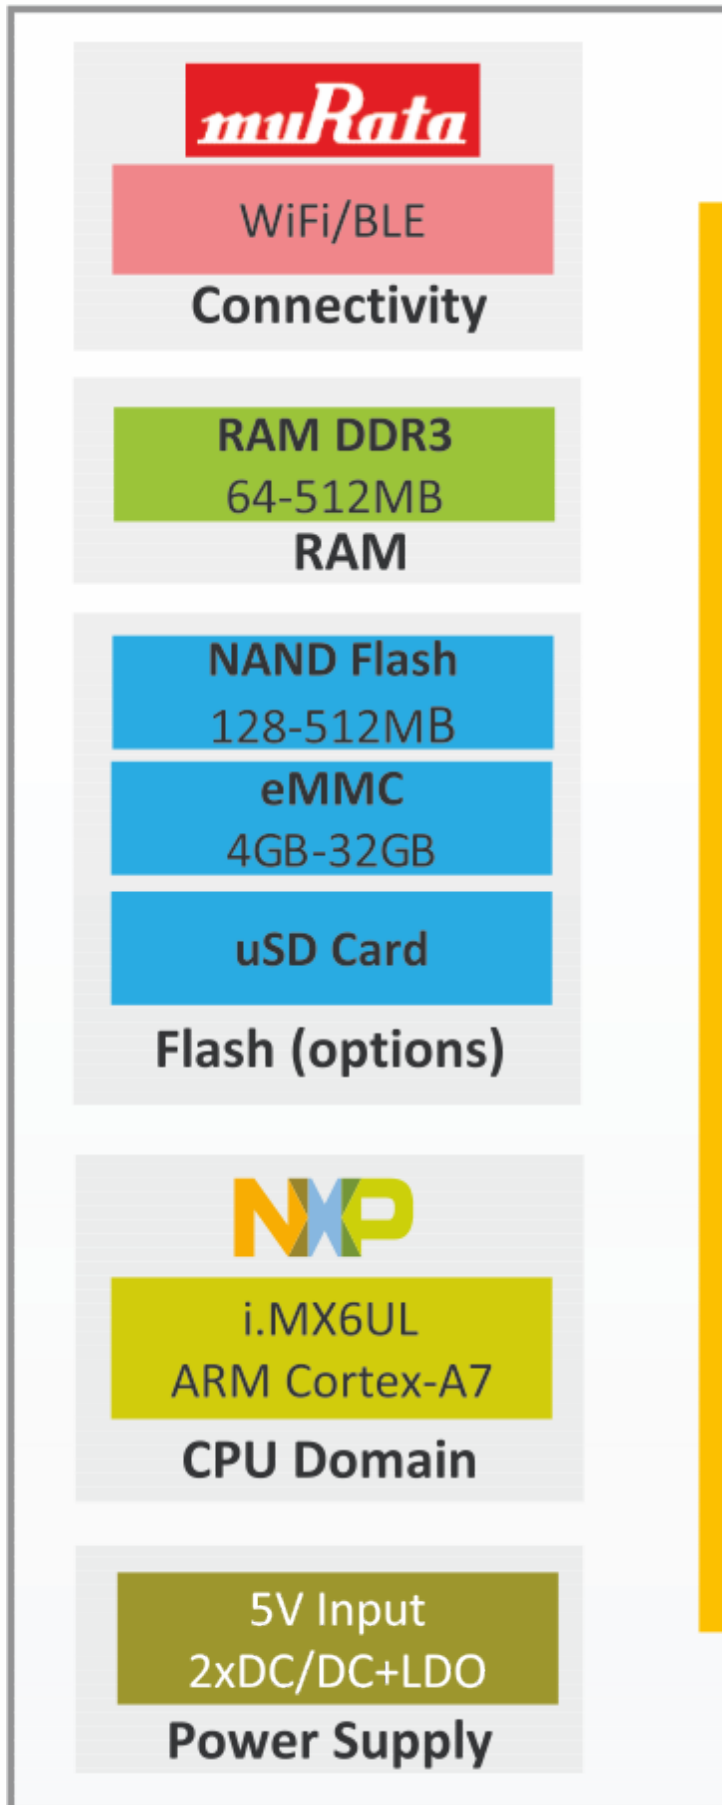 muRata
WiFi/BLE
Connectivity
RAM DDR3
64-512MB
RAM
NAND Flash
128-512MB
eMMC
4GB-32GB
uSD Card
Flash (options)
NXP
i.MX6UL
ARM Cortex-A7
CPU Domain
5V Input
2xDC/DC+LDO
Power Supply